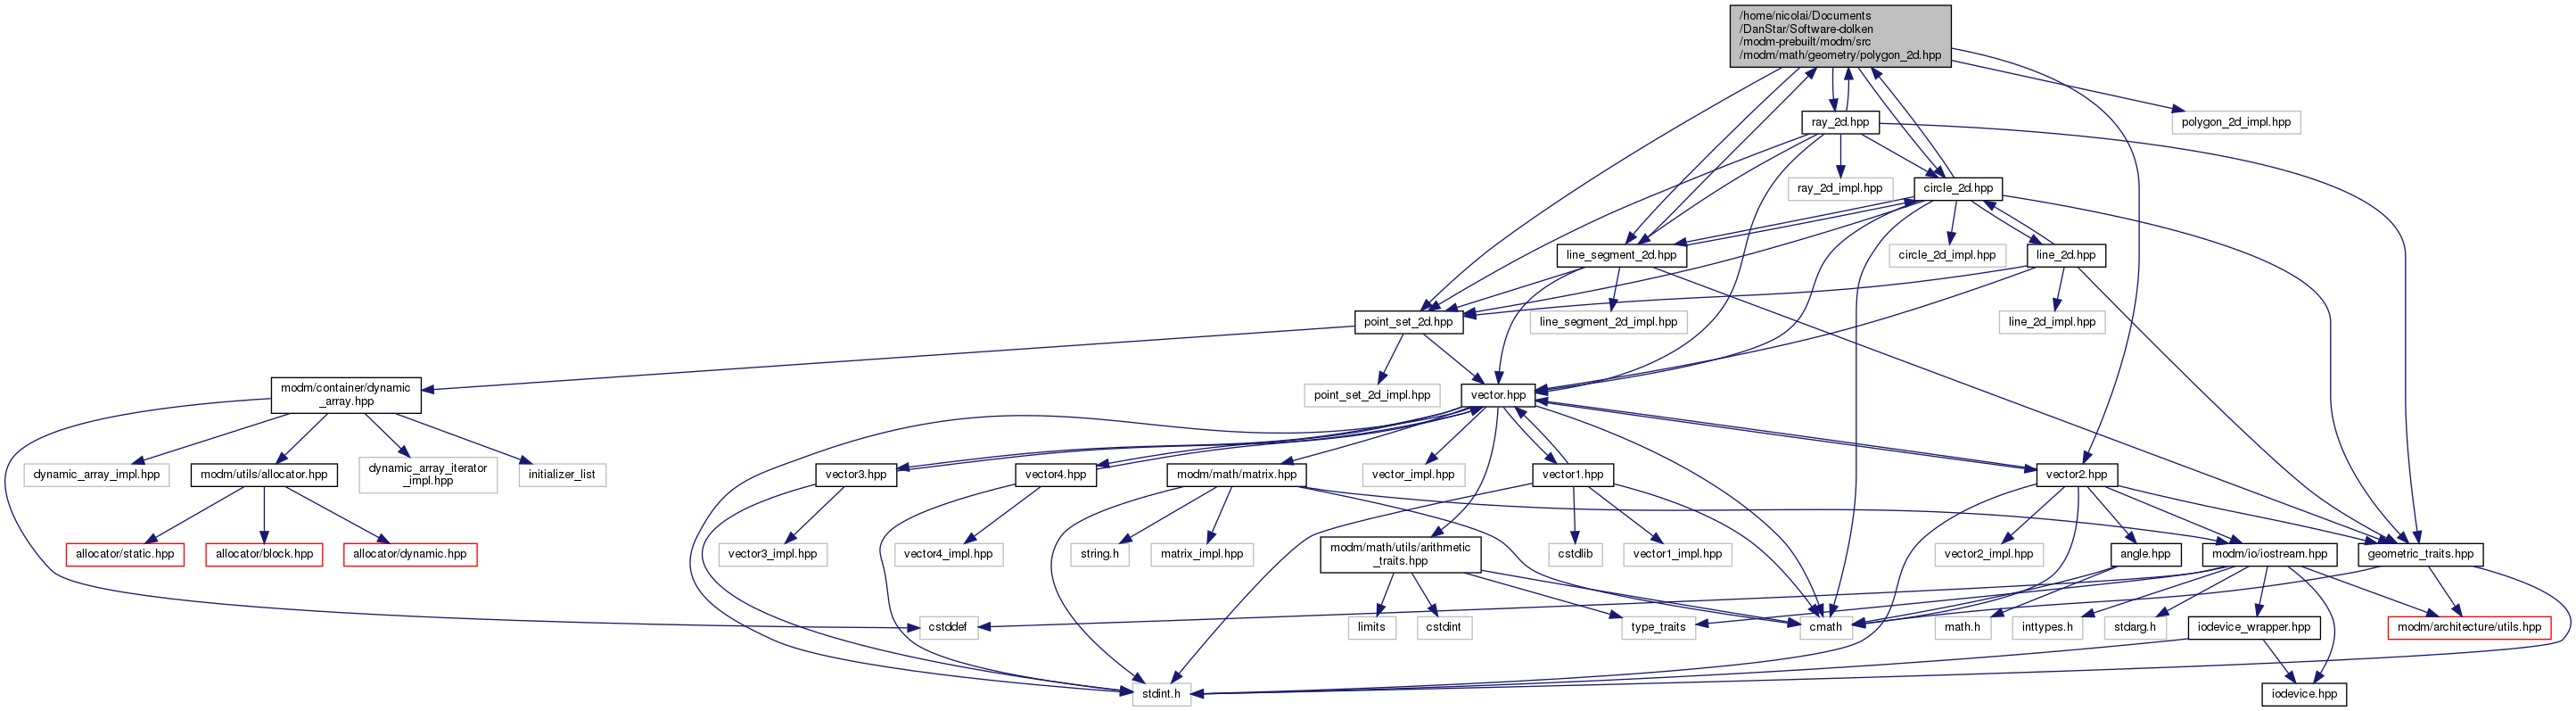 /home/nicolai/Documents
/DanStar/Software-dolken
/modm-prebuilt/modm/src
/modm/math/geometry/polygon_2d.hpp
ray_2d.hpp
polygon_2d_impl.hpp
ray_2d_impl.hpp
circle_2d.hpp
line_segment_2d.hpp
circle_2d_impl.hpp
line_2d.hpp
point_set_2d.hpp
line_segment_2d_impl.hpp
line_2d_impl.hpp
modm/container/dynamic
_array.hpp
point_set_2d_impl.hpp
vector.hpp
dynamic_array_impl.hpp
modm/utils/allocator.hpp
dynamic_array_iterator
_impl.hpp
initializer_list
vector3.hpp
vector4.hpp
modm/math/matrix.hpp
vector_impl.hpp
vector1.hpp
vector2.hpp
allocator/static.hpp
allocator/block.hpp
allocator/dynamic.hpp
vector3_impl.hpp
vector4_impl.hpp
string.h
matrix_impl.hpp
modm/math/utils/arithmetic
_traits.hpp
cstdlib
vector1_impl.hpp
vector2_impl.hpp
angle.hpp
modm/io/iostream.hpp
geometric_traits.hpp
cstddef
limits
cstdint
type_traits
cmath
math.h
inttypes.h
stdarg.h
iodevice_wrapper.hpp
modm/architecture/utils.hpp
stdint.h
iodevice.hpp